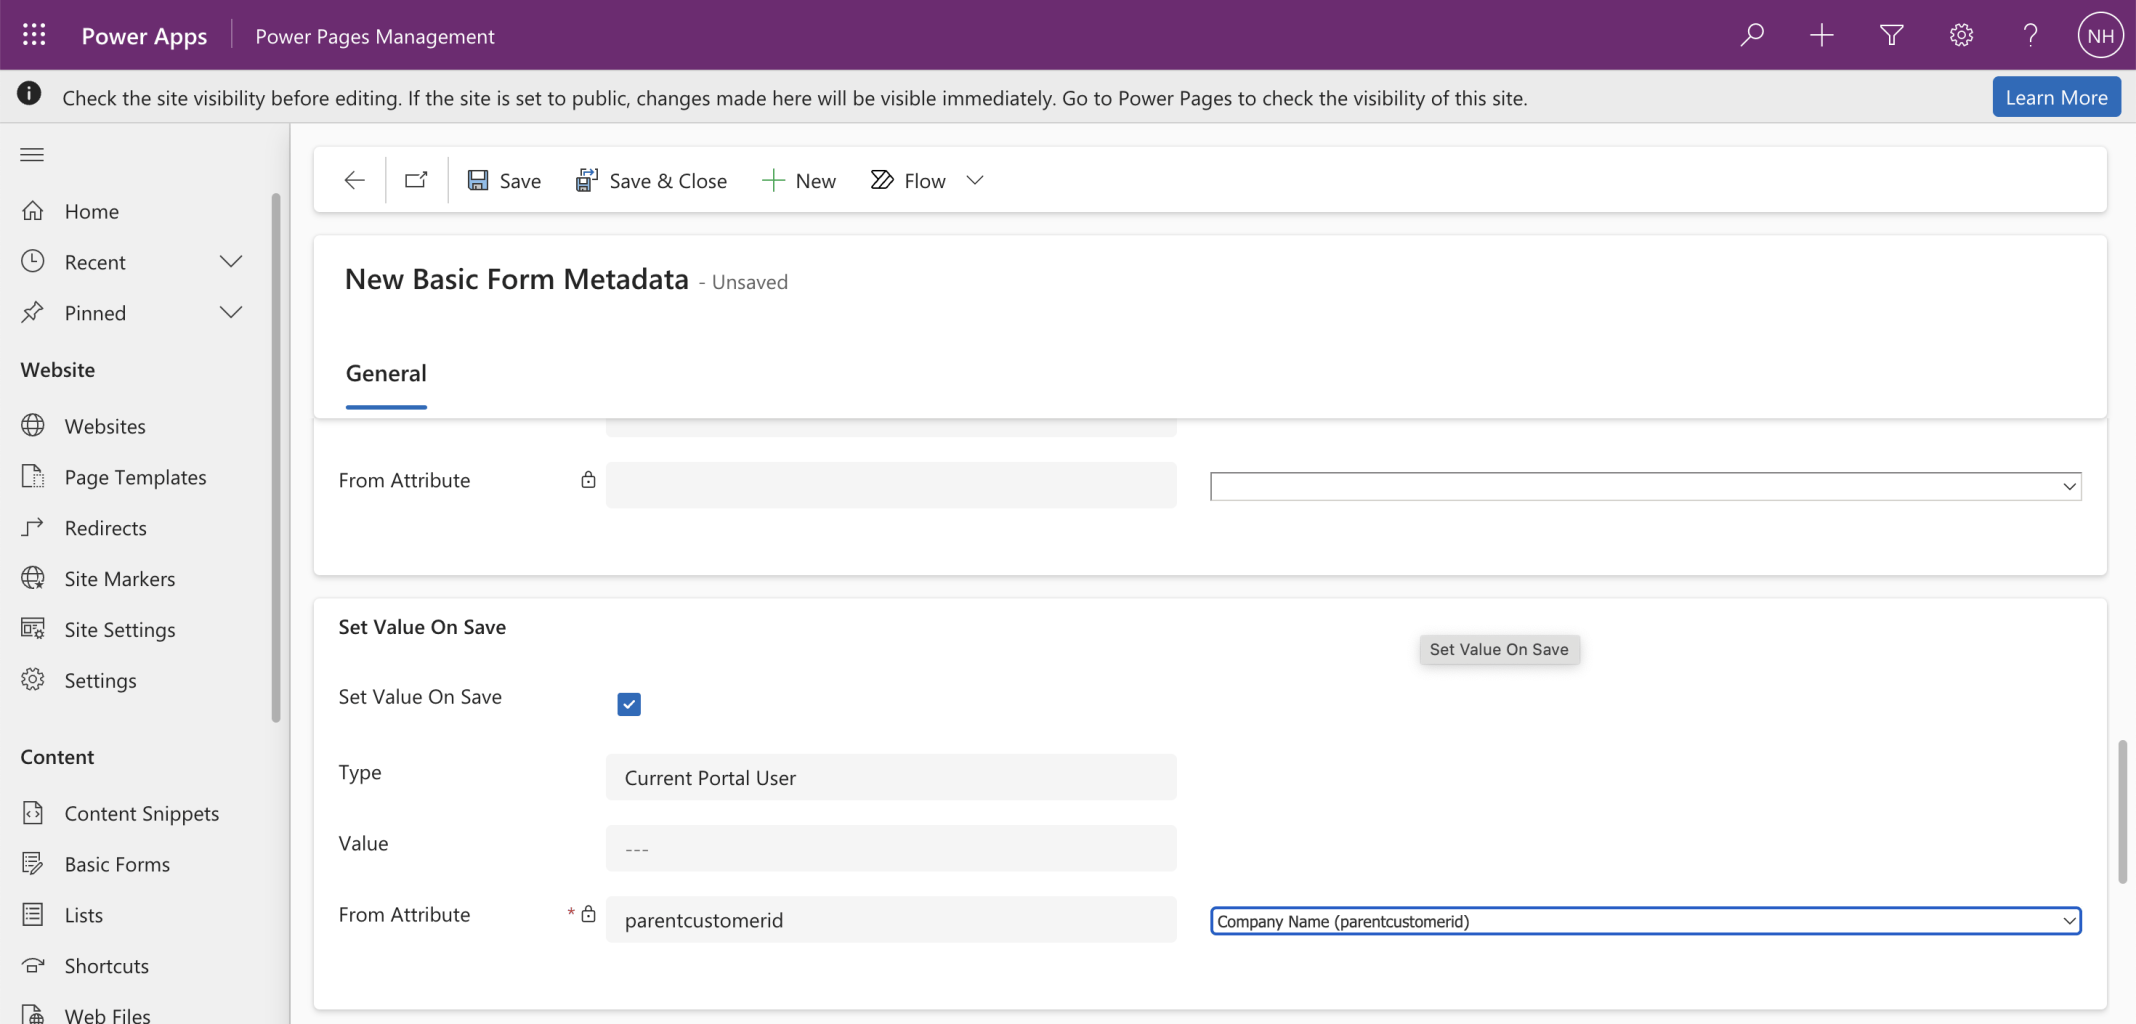 Power Apps
Power Pages Management
?
NH
Check the site visibility before editing. If the site is set to public, changes made here will be visible immediately. Go to Power Pages to check the visibility of this site.
Learn More
Save
Save & Close
New
Flow
Home
Recent
Pinned
Website
Websites
Page Templates
Redirects
Site Markers
Site Settings
Settings
Content
Content Snippets
Basic Forms
Lists
Shortcuts
Web Files
New Basic Form Metadata - Unsaved
General
From Attribute
Set Value On Save
Set Value On Save
Set Value On Save
Type
Current Portal User
Value
---
From Attribute *
parentcustomerid
Company Name (parentcustomerid)